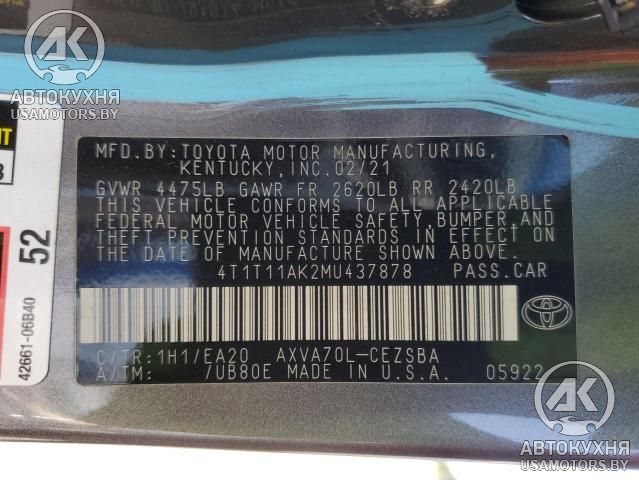 АК
АВТОКУХНЯ
USAMOTORS.BY
52
42661-06B40
MFD.BY:TOYOTA MOTOR MANUFACTURING,
KENTUCKY, INC.02/21
GVWR 4475LB GAWR FR 2620LB RR 2420LB
THIS VEHICLE CONFORMS TO ALL APPLICABLE
FEDERAL MOTOR VEHICLE SAFETY, BUMPER, AND
THEFT PREVENTION STANDARDS IN EFFECT ON
THE DATE OF MANUFACTURE SHOWN ABOVE.
4T1T11AK2MU437878 PASS.CAR
TOYOTA
C/TR:1H1/EA20 AXVA70L-CEZSBA
A/TM: 7UB80E MADE IN U.S.A. 05922
АК
АВТОКУХНЯ
USAMOTORS.BY